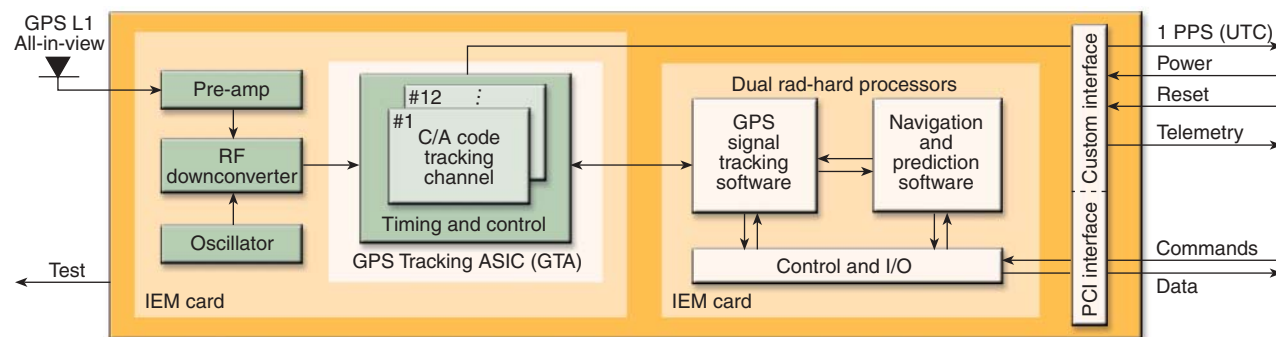 GPS L1
All-in-view
Pre-amp
RF
downconverter
Oscillator
#12 ⋮
#1
C/A code
tracking
channel
Timing and control
GPS Tracking ASIC (GTA)
IEM card
Test
Dual rad-hard processors
GPS
signal
tracking
software
Navigation
and
prediction
software
Control and I/O
IEM card
Custom interface
PCI interface
1 PPS (UTC)
Power
Reset
Telemetry
Commands
Data